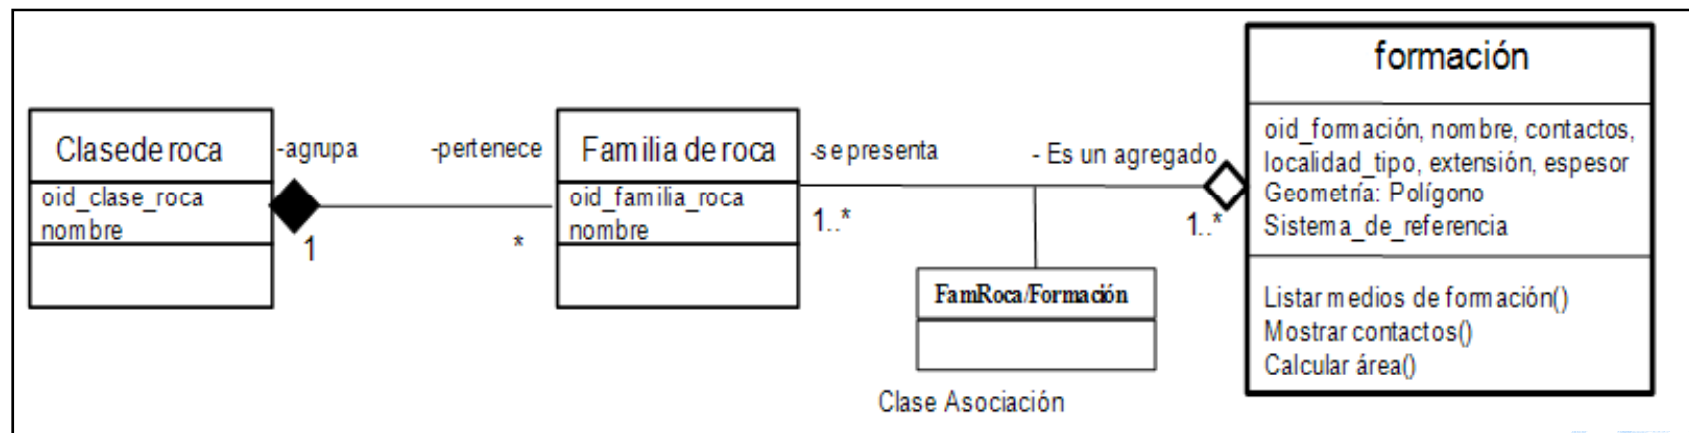 Clase de roca
oid_clase_roca
nombre
-agrupa
1
-pertenece
*
Familia de roca
oid_familia_roca
nombre
-se presenta
1..*
- Es un agregado
1..*
FamRoca/Formación
Clase Asociación
formación
oid_formación, nombre, contactos,
localidad_tipo, extensión, espesor
Geometría: Polígono
Sistema_de_referencia
Listar medios de formación()
Mostrar contactos()
Calcular área()